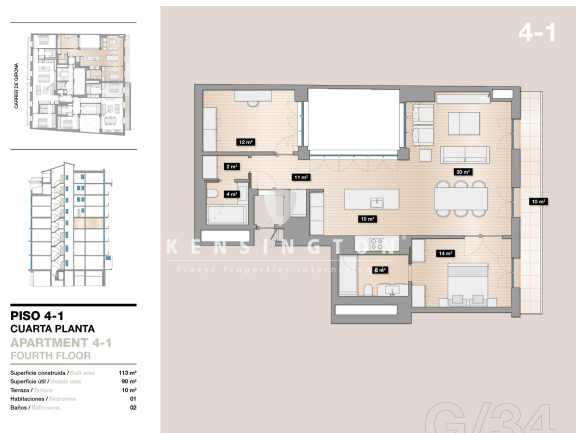 CARRER DE GIRONA
PISO 4-1
CUARTA PLANTA
APARTMENT 4-1
FOURTH FLOOR
Superfície construida / Built area 113 m²
Superfície útil / Usable area 90 m²
Terraza / Terrace 10 m²
Habitaciones / Bedrooms 01
Baños / Bathrooms 02
4-1
12 m²
2 m²
4 m²
11 m²
30 m²
10 m²
10 m²
14 m²
8 m²
KENSINGTON
Finest Properties International
G/34